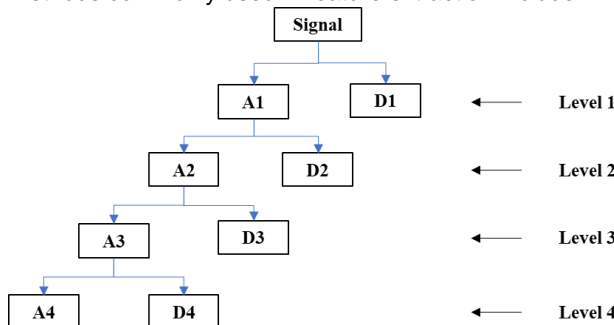 Signal
A1
D1
Level 1
A2
D2
Level 2
A3
D3
Level 3
A4
D4
Level 4